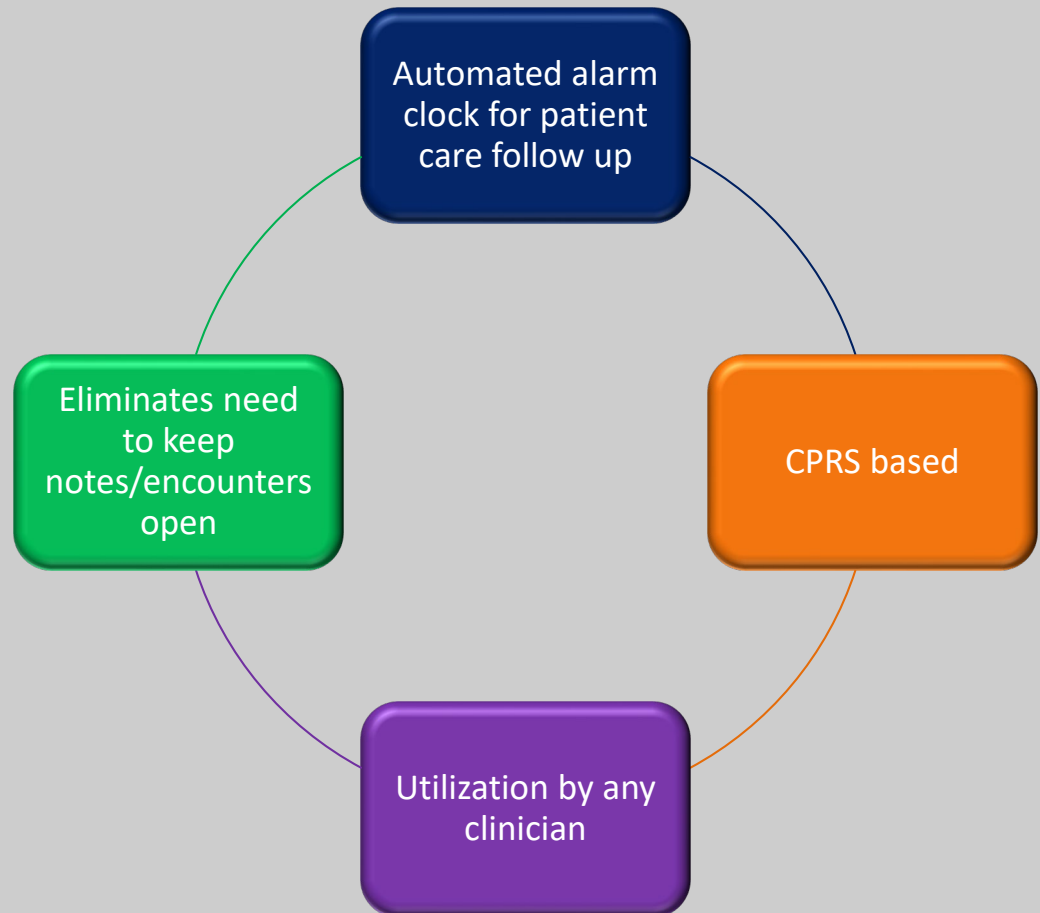 Automated alarm
clock for patient
care follow up
CPRS based
Utilization by any
clinician
Eliminates need
to keep
notes/encounters
open